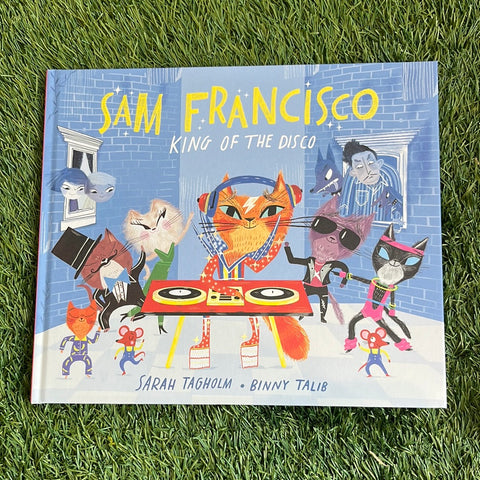 SAM FRANCISCO
KING OF THE DISCO
SARAH TAGHOLM • BINNY TALIB